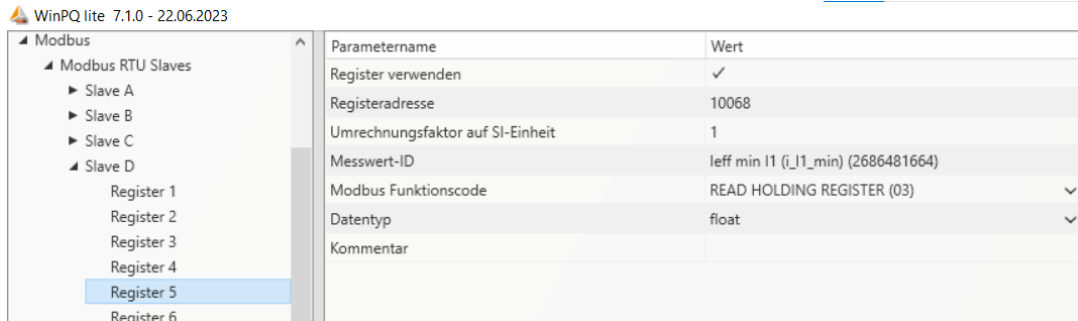 WinPQ lite 7.1.0 - 22.06.2023
Modbus
Modbus RTU Slaves
Slave A
Slave B
Slave C
Slave D
Register 1
Register 2
Register 3
Register 4
Register 5
Register 6
Parametername Wert
Register verwenden ✓
Registeradresse 10068
Umrechnungsfaktor auf SI-Einheit 1
Messwert-ID Ieff min I1 (i_I1_min) (2686481664)
Modbus Funktionscode READ HOLDING REGISTER (03)
Datentyp float
Kommentar